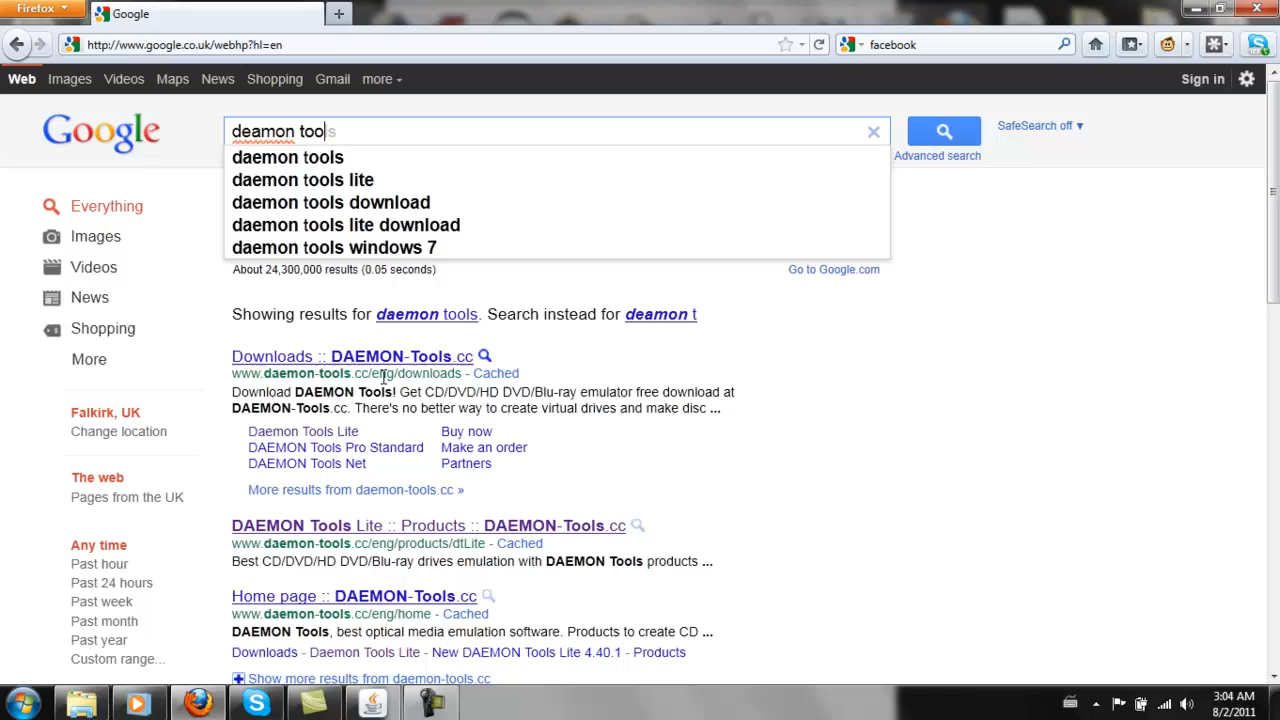 Firefox
Google
http://www.google.co.uk/webhp?hl=en
facebook
Web Images Videos Maps News Shopping Gmail more
Sign in
Google
deamon tools
SafeSearch off ▼
Advanced search
daemon tools
daemon tools lite
daemon tools download
daemon tools lite download
daemon tools windows 7
Everything
Images
Videos
News
Shopping
More
Falkirk, UK
Change location
The web
Pages from the UK
Any time
Past hour
Past 24 hours
Past week
Past month
Past year
Custom range...
About 24,300,000 results (0.05 seconds)
Go to Google.com
Showing results for daemon tools. Search instead for deamon t
Downloads :: DAEMON-Tools.cc
www.daemon-tools.cc/eng/downloads - Cached
Download DAEMON Tools! Get CD/DVD/HD DVD/Blu-ray emulator free download at
DAEMON-Tools.cc. There's no better way to create virtual drives and make disc ...
Daemon Tools Lite
Buy now
DAEMON Tools Pro Standard
Make an order
DAEMON Tools Net
Partners
More results from daemon-tools.cc »
DAEMON Tools Lite :: Products :: DAEMON-Tools.cc
www.daemon-tools.cc/eng/products/dtLite - Cached
Best CD/DVD/HD DVD/Blu-ray drives emulation with DAEMON Tools products ...
Home page :: DAEMON-Tools.cc
www.daemon-tools.cc/eng/home - Cached
DAEMON Tools, best optical media emulation software. Products to create CD ...
Downloads - Daemon Tools Lite - New DAEMON Tools Lite 4.40.1 - Products
Show more results from daemon-tools.cc
3:04 AM
8/2/2011